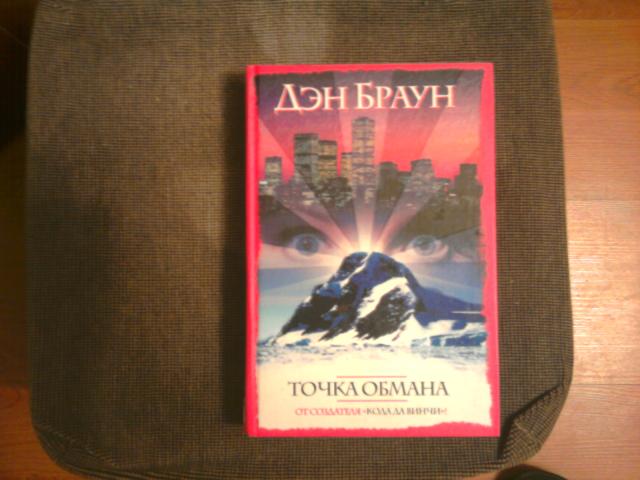 ДЭН БРАУН
ТОЧКА ОБМАНА
ОТ СОЗДАТЕЛЯ «КОДА ДА ВИНЧИ»!